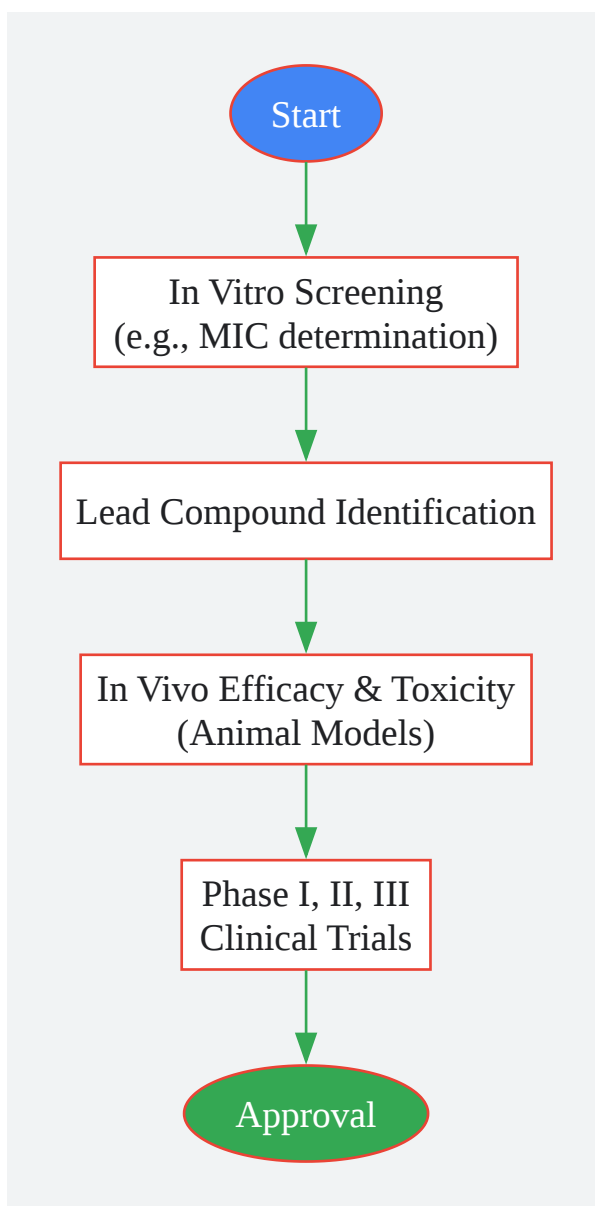 Start
In Vitro Screening
(e.g., MIC determination)
Lead Compound Identification
In Vivo Efficacy & Toxicity
(Animal Models)
Phase I, II, III
Clinical Trials
Approval